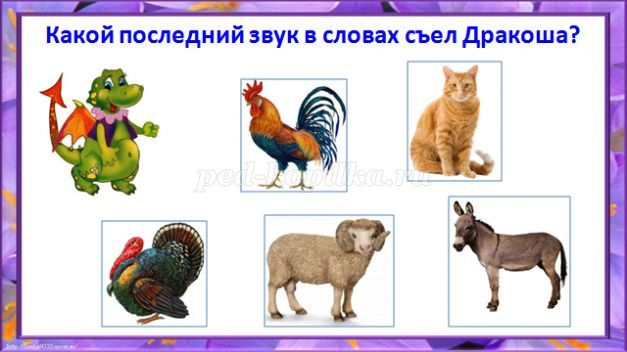 Какой последний звук в словах съел Дракоша?
ped-kopilka.ru